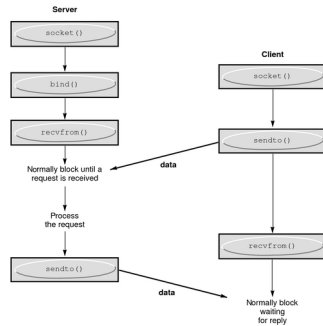 Server
socket()
bind()
recvfrom()
Normally block until a
request is received
Process
the request
sendto()
data
data
Client
socket()
sendto()
recvfrom()
Normally block
waiting
for reply